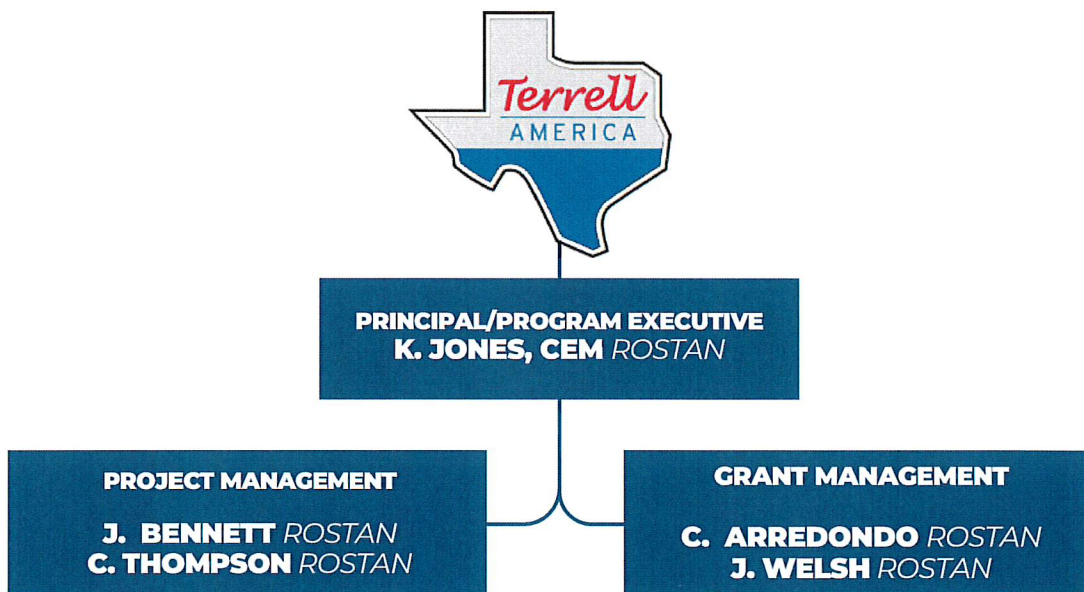 Terrell
AMERICA
PRINCIPAL/PROGRAM EXECUTIVE
K. JONES, CEM ROSTAN
PROJECT MANAGEMENT
J. BENNETT ROSTAN
C. THOMPSON ROSTAN
GRANT MANAGEMENT
C. ARREDONDO ROSTAN
J. WELSH ROSTAN